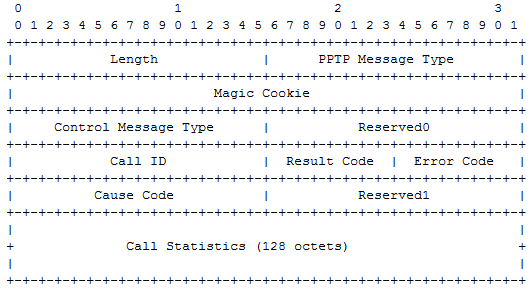 0                   1                   2                   3
0 1 2 3 4 5 6 7 8 9 0 1 2 3 4 5 6 7 8 9 0 1 2 3 4 5 6 7 8 9 0 1
+-+-+-+-+-+-+-+-+-+-+-+-+-+-+-+-+-+-+-+-+-+-+-+-+-+-+-+-+-+-+-+-+
|            Length             |      PPTP Message Type        |
+-+-+-+-+-+-+-+-+-+-+-+-+-+-+-+-+-+-+-+-+-+-+-+-+-+-+-+-+-+-+-+-+
|                         Magic Cookie                          |
+-+-+-+-+-+-+-+-+-+-+-+-+-+-+-+-+-+-+-+-+-+-+-+-+-+-+-+-+-+-+-+-+
|     Control Message Type      |           Reserved0           |
+-+-+-+-+-+-+-+-+-+-+-+-+-+-+-+-+-+-+-+-+-+-+-+-+-+-+-+-+-+-+-+-+
|            Call ID            |  Result Code  |  Error Code   |
+-+-+-+-+-+-+-+-+-+-+-+-+-+-+-+-+-+-+-+-+-+-+-+-+-+-+-+-+-+-+-+-+
|          Cause Code           |           Reserved1           |
+-+-+-+-+-+-+-+-+-+-+-+-+-+-+-+-+-+-+-+-+-+-+-+-+-+-+-+-+-+-+-+-+
|                                                               |
+              Call Statistics (128 octets)                     +
|                                                               |
+-+-+-+-+-+-+-+-+-+-+-+-+-+-+-+-+-+-+-+-+-+-+-+-+-+-+-+-+-+-+-+-+